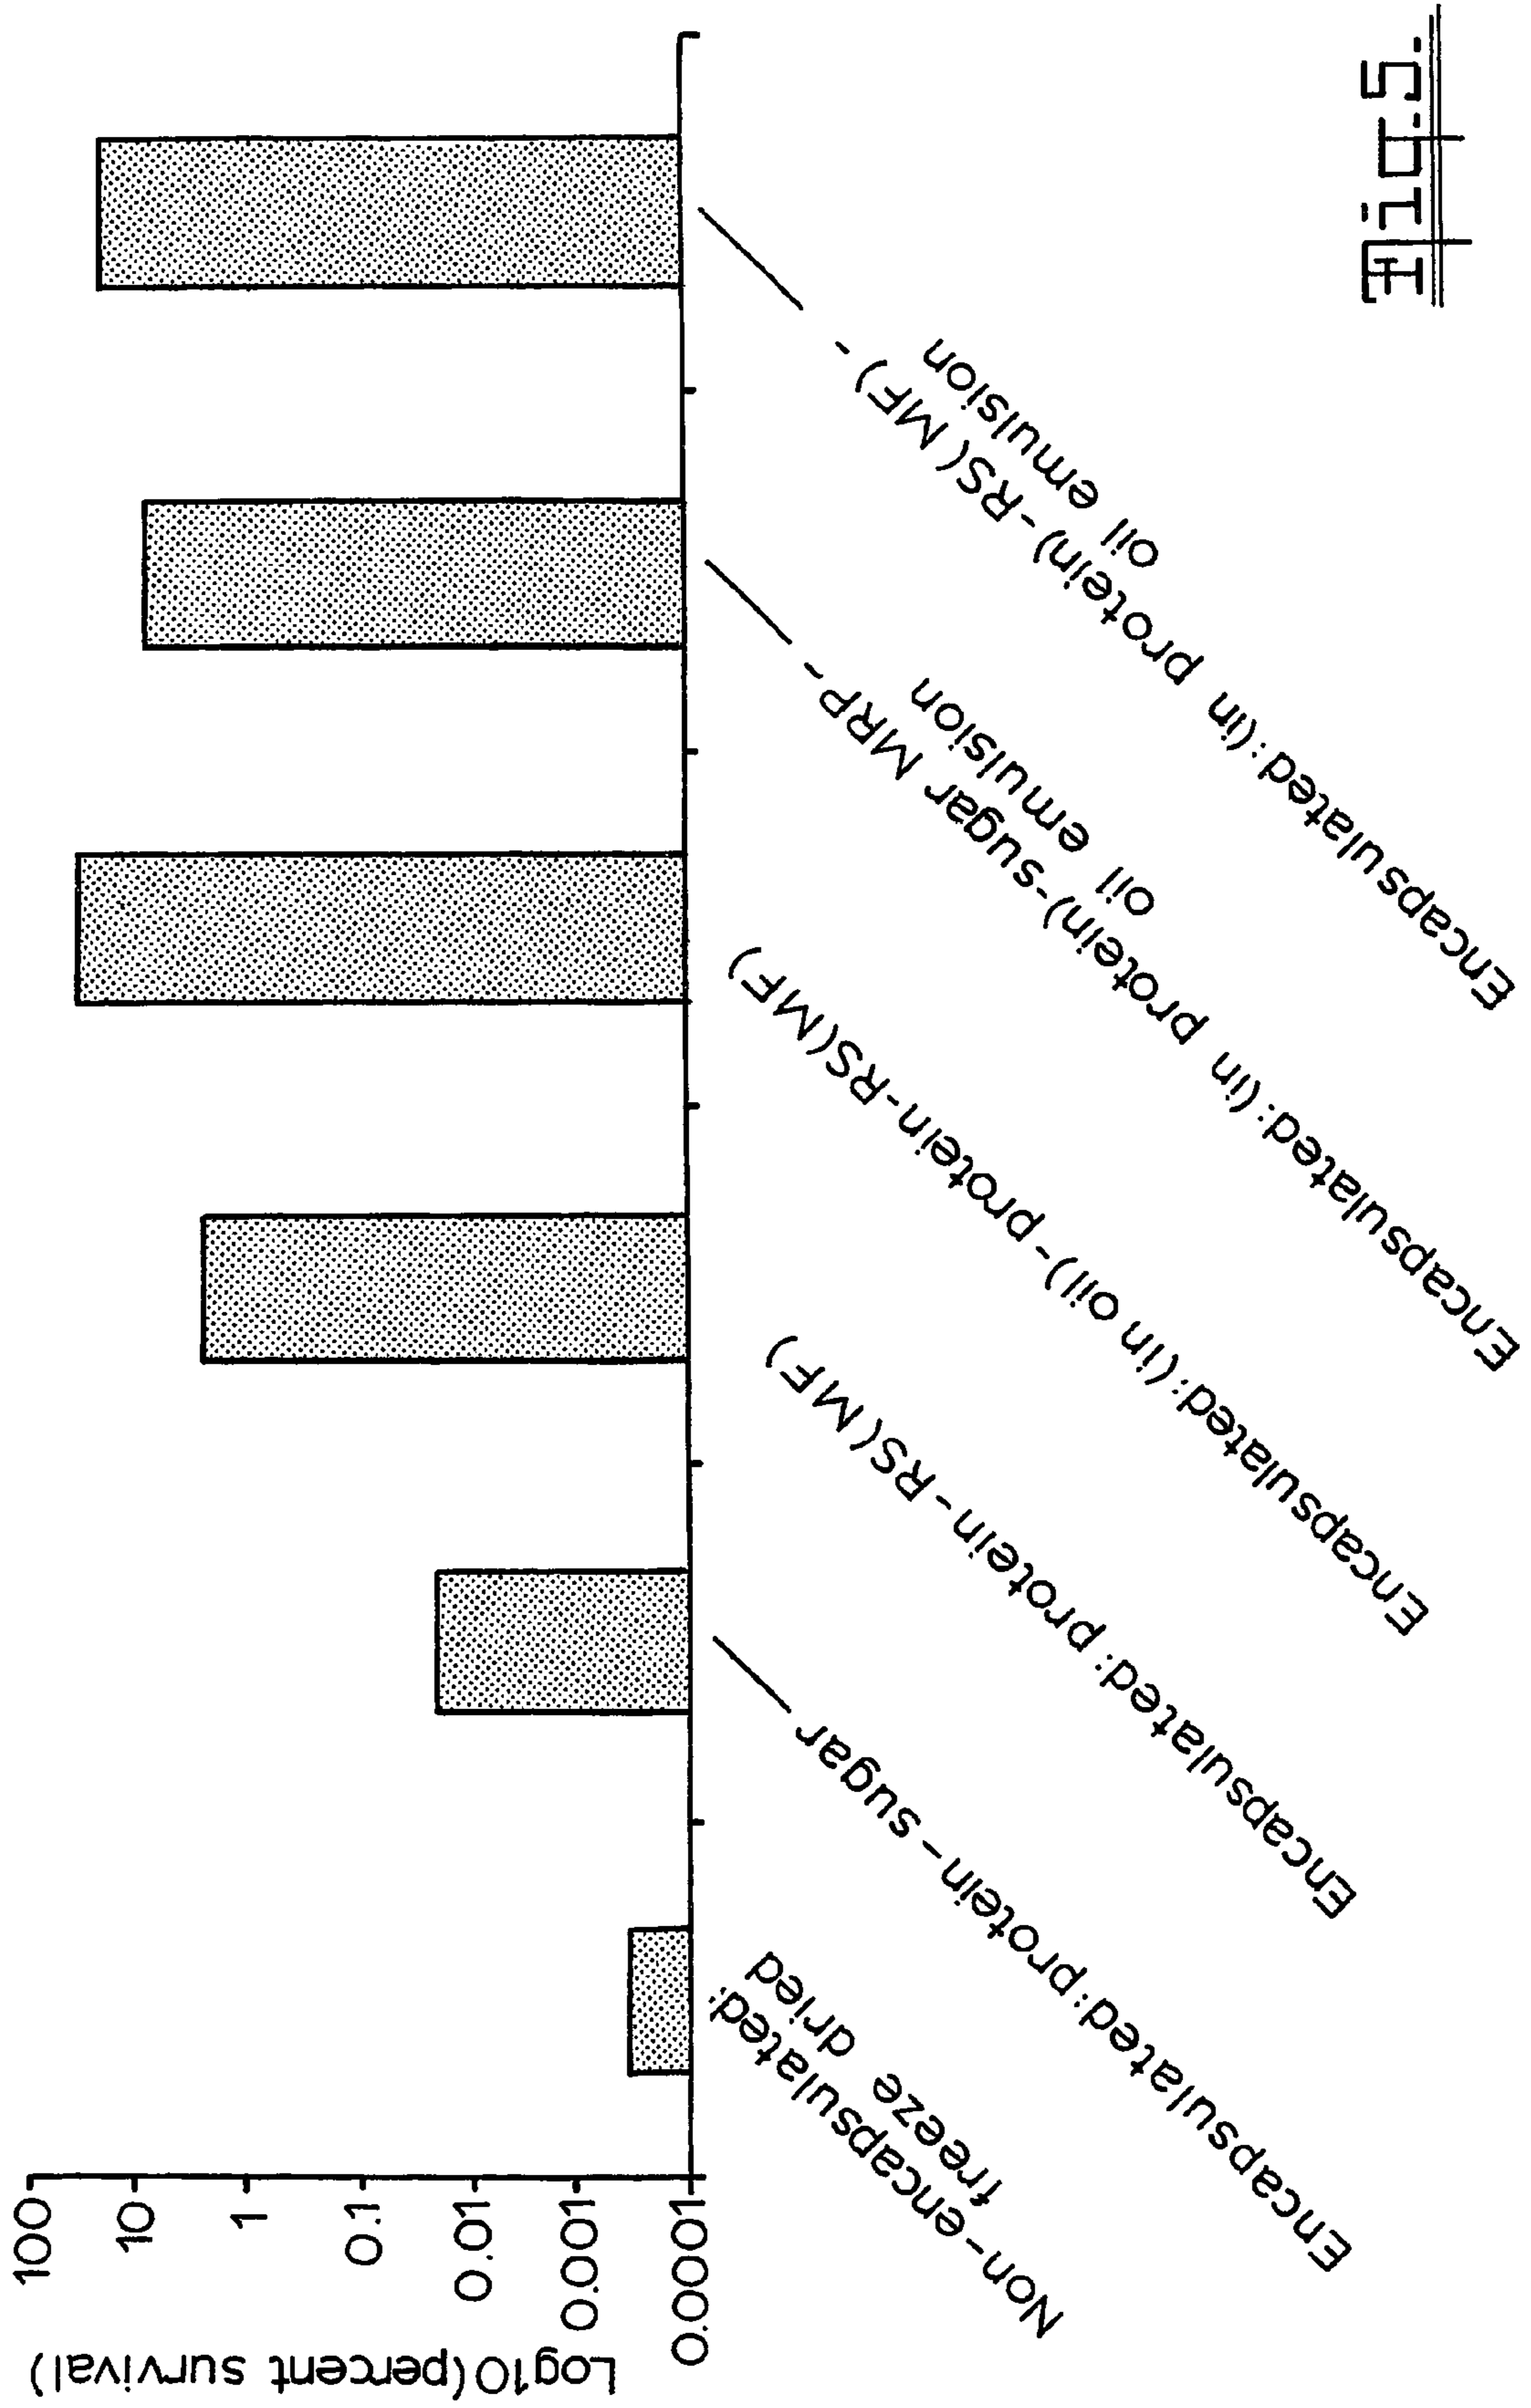 Log10(percent survival)
100
10
1
0.1
0.01
0.001
0.0001
Non-encapsulated:
freeze dried
Encapsulated:protein-sugar
Encapsulated:protein-RS(MF)
Encapsulated:(in oil)-protein-RS(MF)
Encapsulated:(in protein)-sugar MRP-
oil emulsion
Encapsulated:(in protein)-RS(MF)-
oil emulsion
Fig.5.